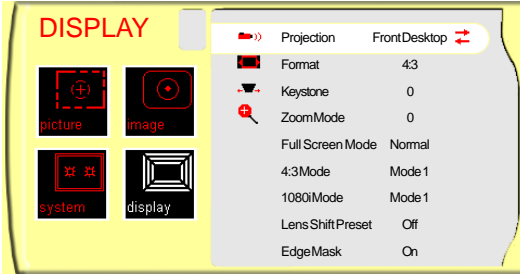 DISPLAY
picture
image
system
display
Projection FrontDesktop
Format 4:3
Keystone 0
ZoomMode 0
Full Screen Mode Normal
4:3Mode Mode1
1080iMode Mode1
Lens Shift Preset Off
EdgeMask On